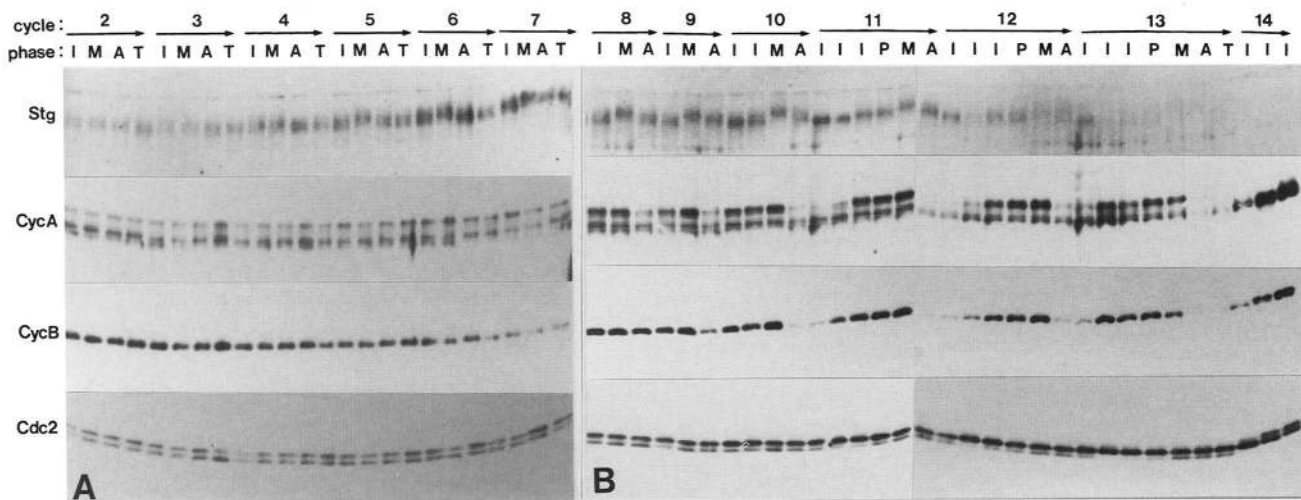 cycle: 2 3 4 5 6 7 8 9 10 11 12 13 14
phase: I M A T I M A T I M A T I M A T I M A T I M A T I M A I M A I I M A I I I P M A I I I P M A I I I P M A T I I I
Stg
CycA
CycB
Cdc2
A B